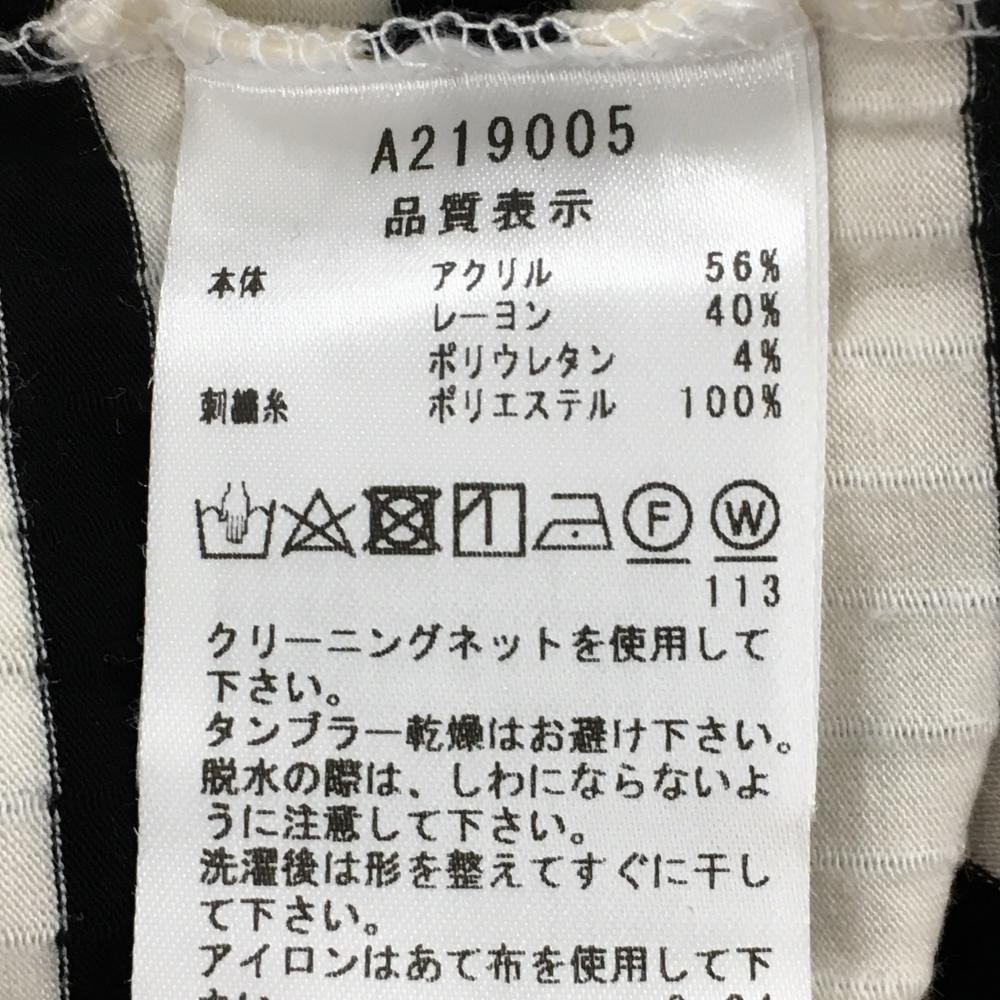 A219005
品質表示
本体 アクリル 56%
レーヨン 40%
ポリウレタン 4%
刺繍糸 ポリエステル 100%
F W
113
クリーニングネットを使用して
下さい。
タンブラー乾燥はお避け下さい。
脱水の際は、しわにならないよ
うに注意して下さい。
洗濯後は形を整えてすぐに干し
て下さい。
アイロンはあて布を使用して下